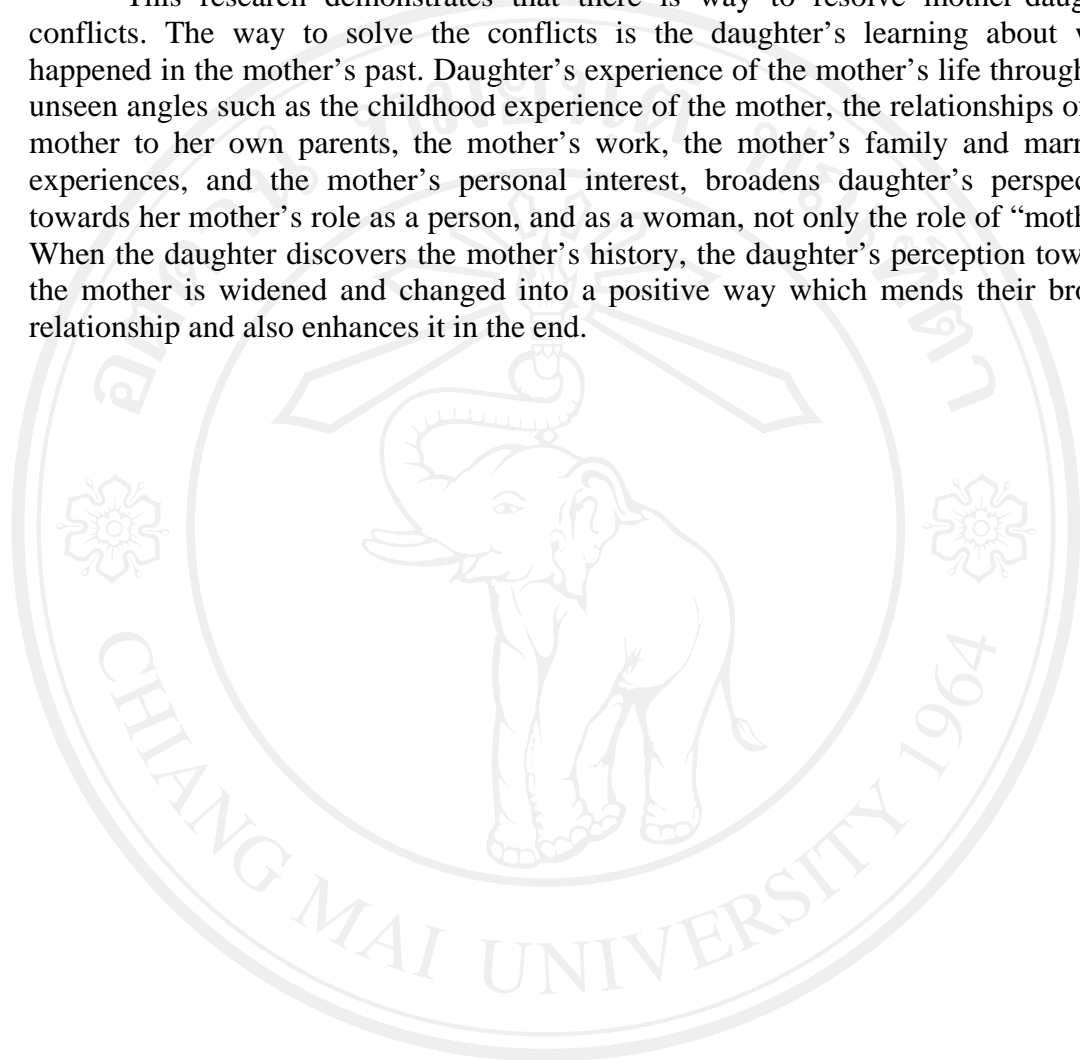 This research demonstrates that there is way to resolve mother-daug
conflicts. The way to solve the conflicts is the daughter’s learning about
happened in the mother’s past. Daughter’s experience of the mother’s life through
unseen angles such as the childhood experience of the mother, the relationships o
mother to her own parents, the mother’s work, the mother’s family and marr
experiences, and the mother’s personal interest, broadens daughter’s perspec
towards her mother’s role as a person, and as a woman, not only the role of “moth
When the daughter discovers the mother’s history, the daughter’s perception tow
the mother is widened and changed into a positive way which mends their bro
relationship and also enhances it in the end.
CHIANG MAI UNIVERSITY 1964